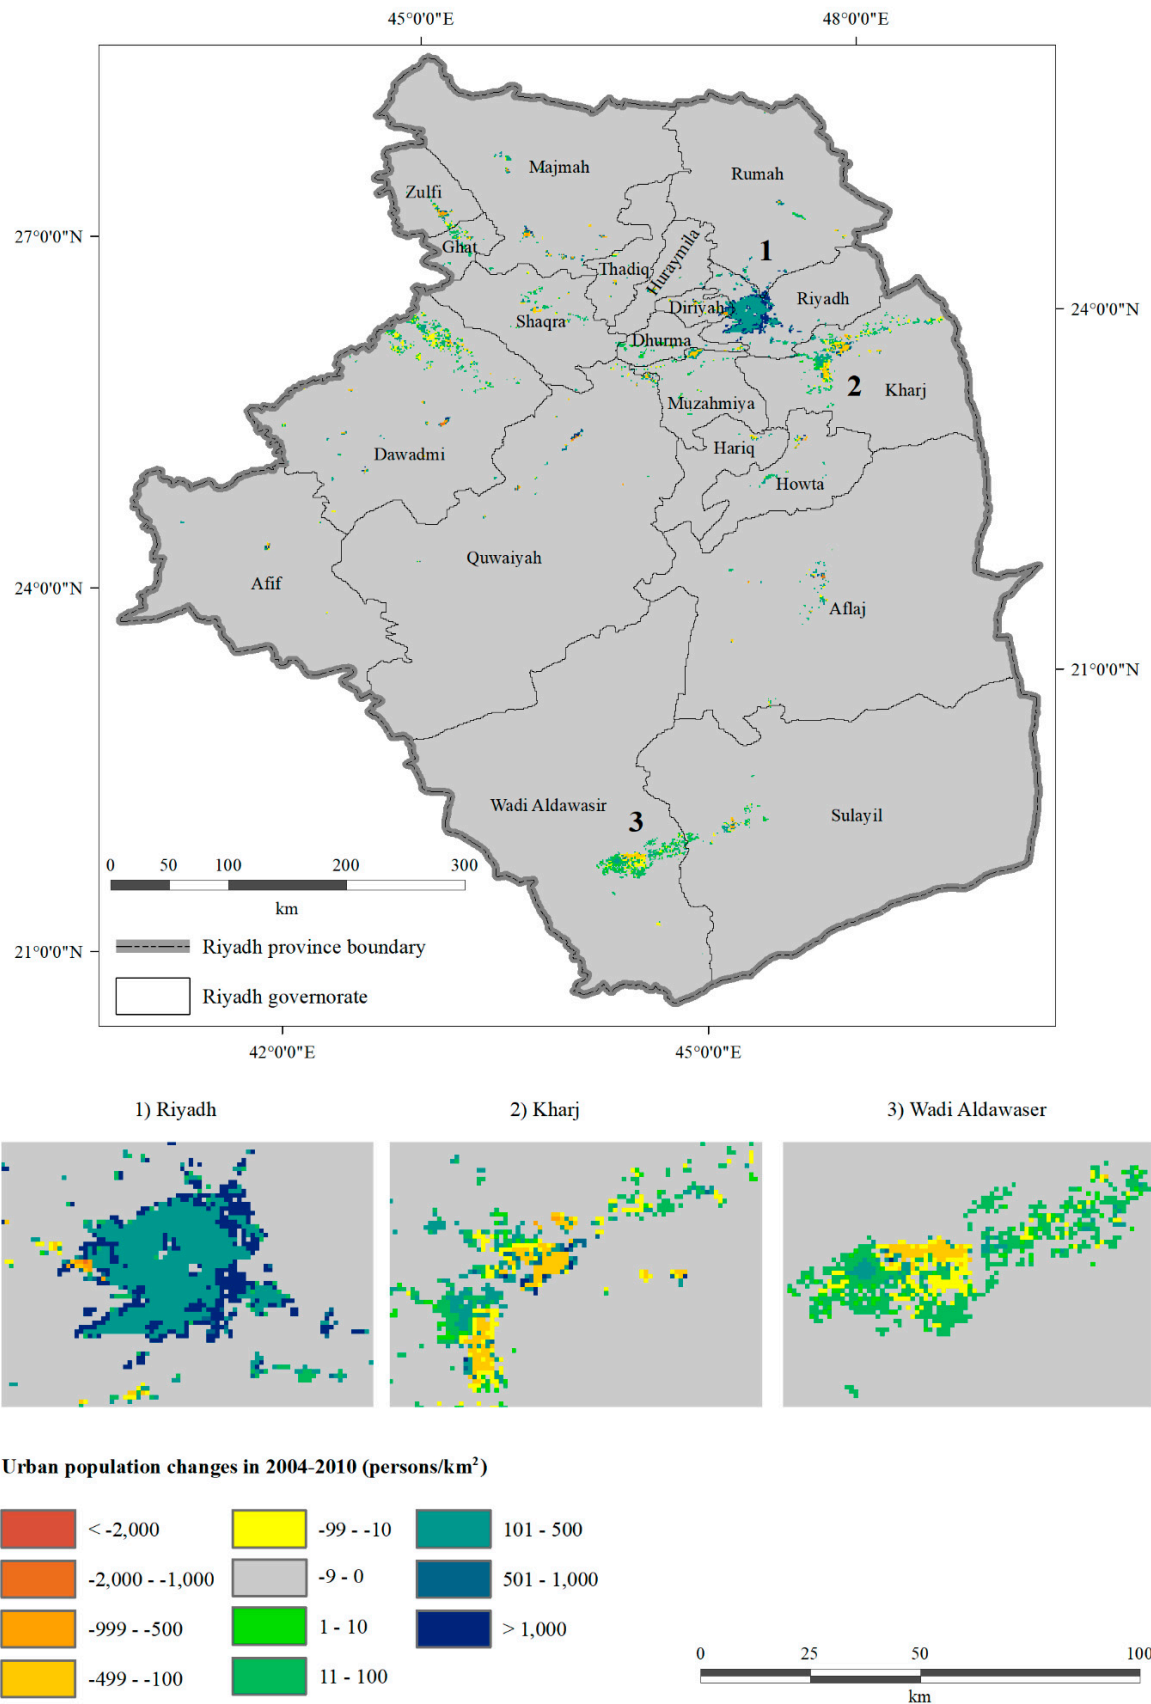 45°0'0"E 48°0'0"E
Majmah
Rumah
Zulfi
27°0'0"N
Ghat
1
Huraymila
Thadiq
Riyadh
Diriyah
24°0'0"N
Shaqra
Dhurma
2
Kharj
Muzahmiya
Hariq
Dawadmi
Howta
Quwaiyah
Afif
24°0'0"N
Aflaj
21°0'0"N
Wadi Aldawasir
3
Sulayil
0 50 100 200 300
km
Riyadh province boundary
21°0'0"N
Riyadh governorate
42°0'0"E 45°0'0"E
1) Riyadh 2) Kharj 3) Wadi Aldawaser
Urban population changes in 2004-2010 (persons/km²)
< -2,000 -99 - -10 101 - 500
-2,000 - -1,000 -9 - 0 501 - 1,000
-999 - -500 1 - 10 > 1,000
-499 - -100 11 - 100
0 25 50 100
km